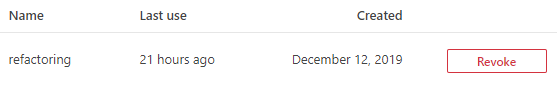 Name Last use Created
refactoring 21 hours ago December 12, 2019 Revoke